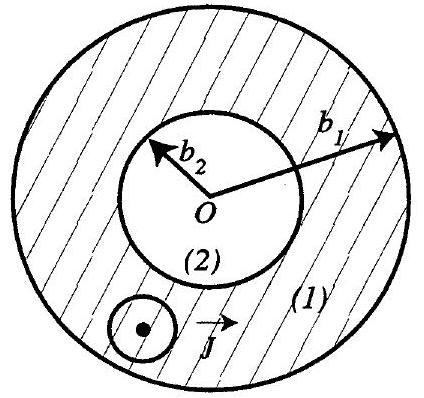 b₁
b₂
O
(2)
(1)
J